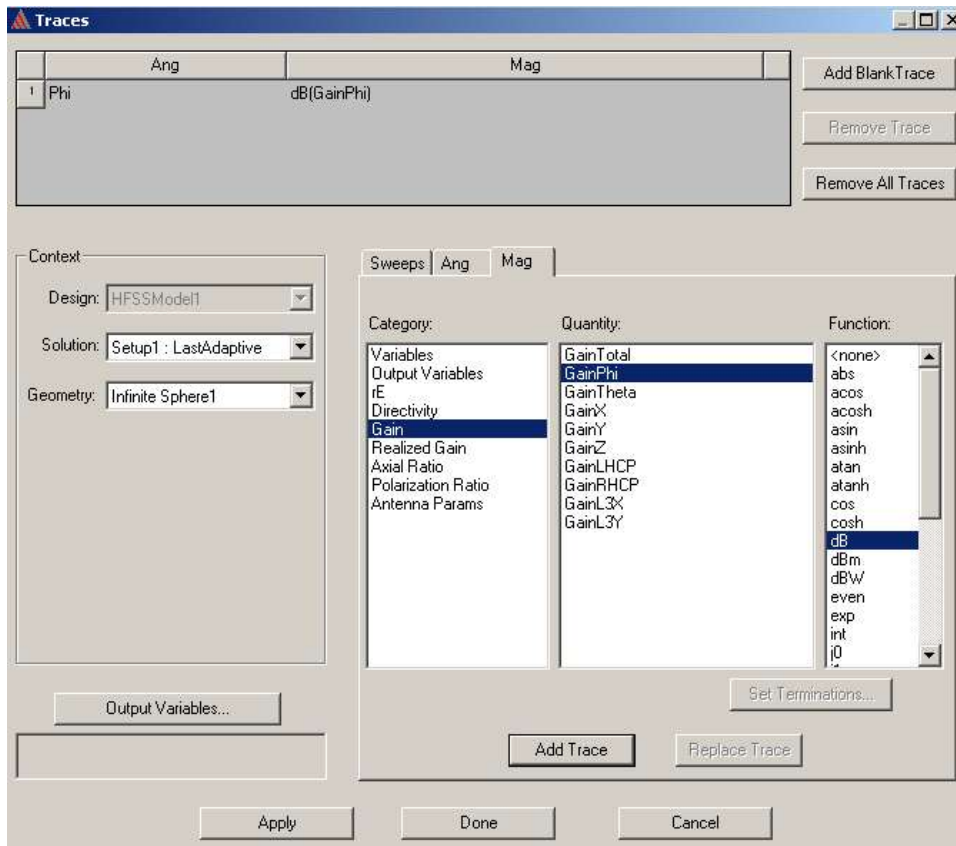 Traces
Ang Mag
1 Phi dB(GainPhi)
Add Blank Trace
Remove Trace
Remove All Traces
Context
Design: HFSSModel1
Solution: Setup1 : LastAdaptive
Geometry: Infinite Sphere1
Output Variables...
Sweeps Ang Mag
Category:
Variables
Output Variables
rE
Directivity
Gain
Realized Gain
Axial Ratio
Polarization Ratio
Antenna Params
Quantity:
GainTotal
GainPhi
GainTheta
GainX
GainY
GainZ
GainLHCP
GainRHCP
GainL3X
GainL3Y
Function:
<none>
abs
acos
acosh
asin
asinh
atan
atanh
cos
cosh
dB
dBm
dBW
even
exp
int
j0
Set Terminations...
Add Trace Replace Trace
Apply Done Cancel